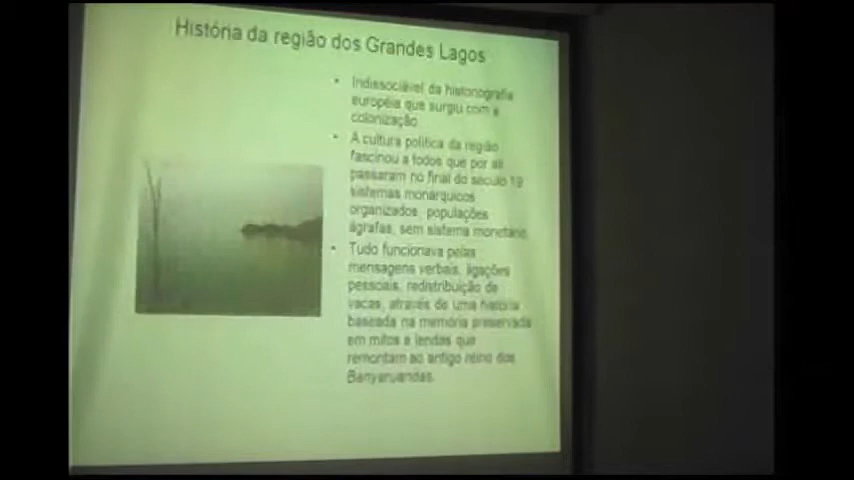 História da região dos Grandes Lagos
• Indissociável da historiografia
européia que surgiu com a
colonização
• A cultura política da região
fascinou a todos que por ali
passaram no final do século 19
sistemas monárquicos
organizados, populações
ágrafas, sem sistema monetário.
• Tudo funcionava pelas
mensagens verbais, ligações
pessoais, redistribuição de
vacas, através de uma história
baseada na memória preservada
em mitos e lendas que
remontam ao antigo reino dos
Banyaruandas.